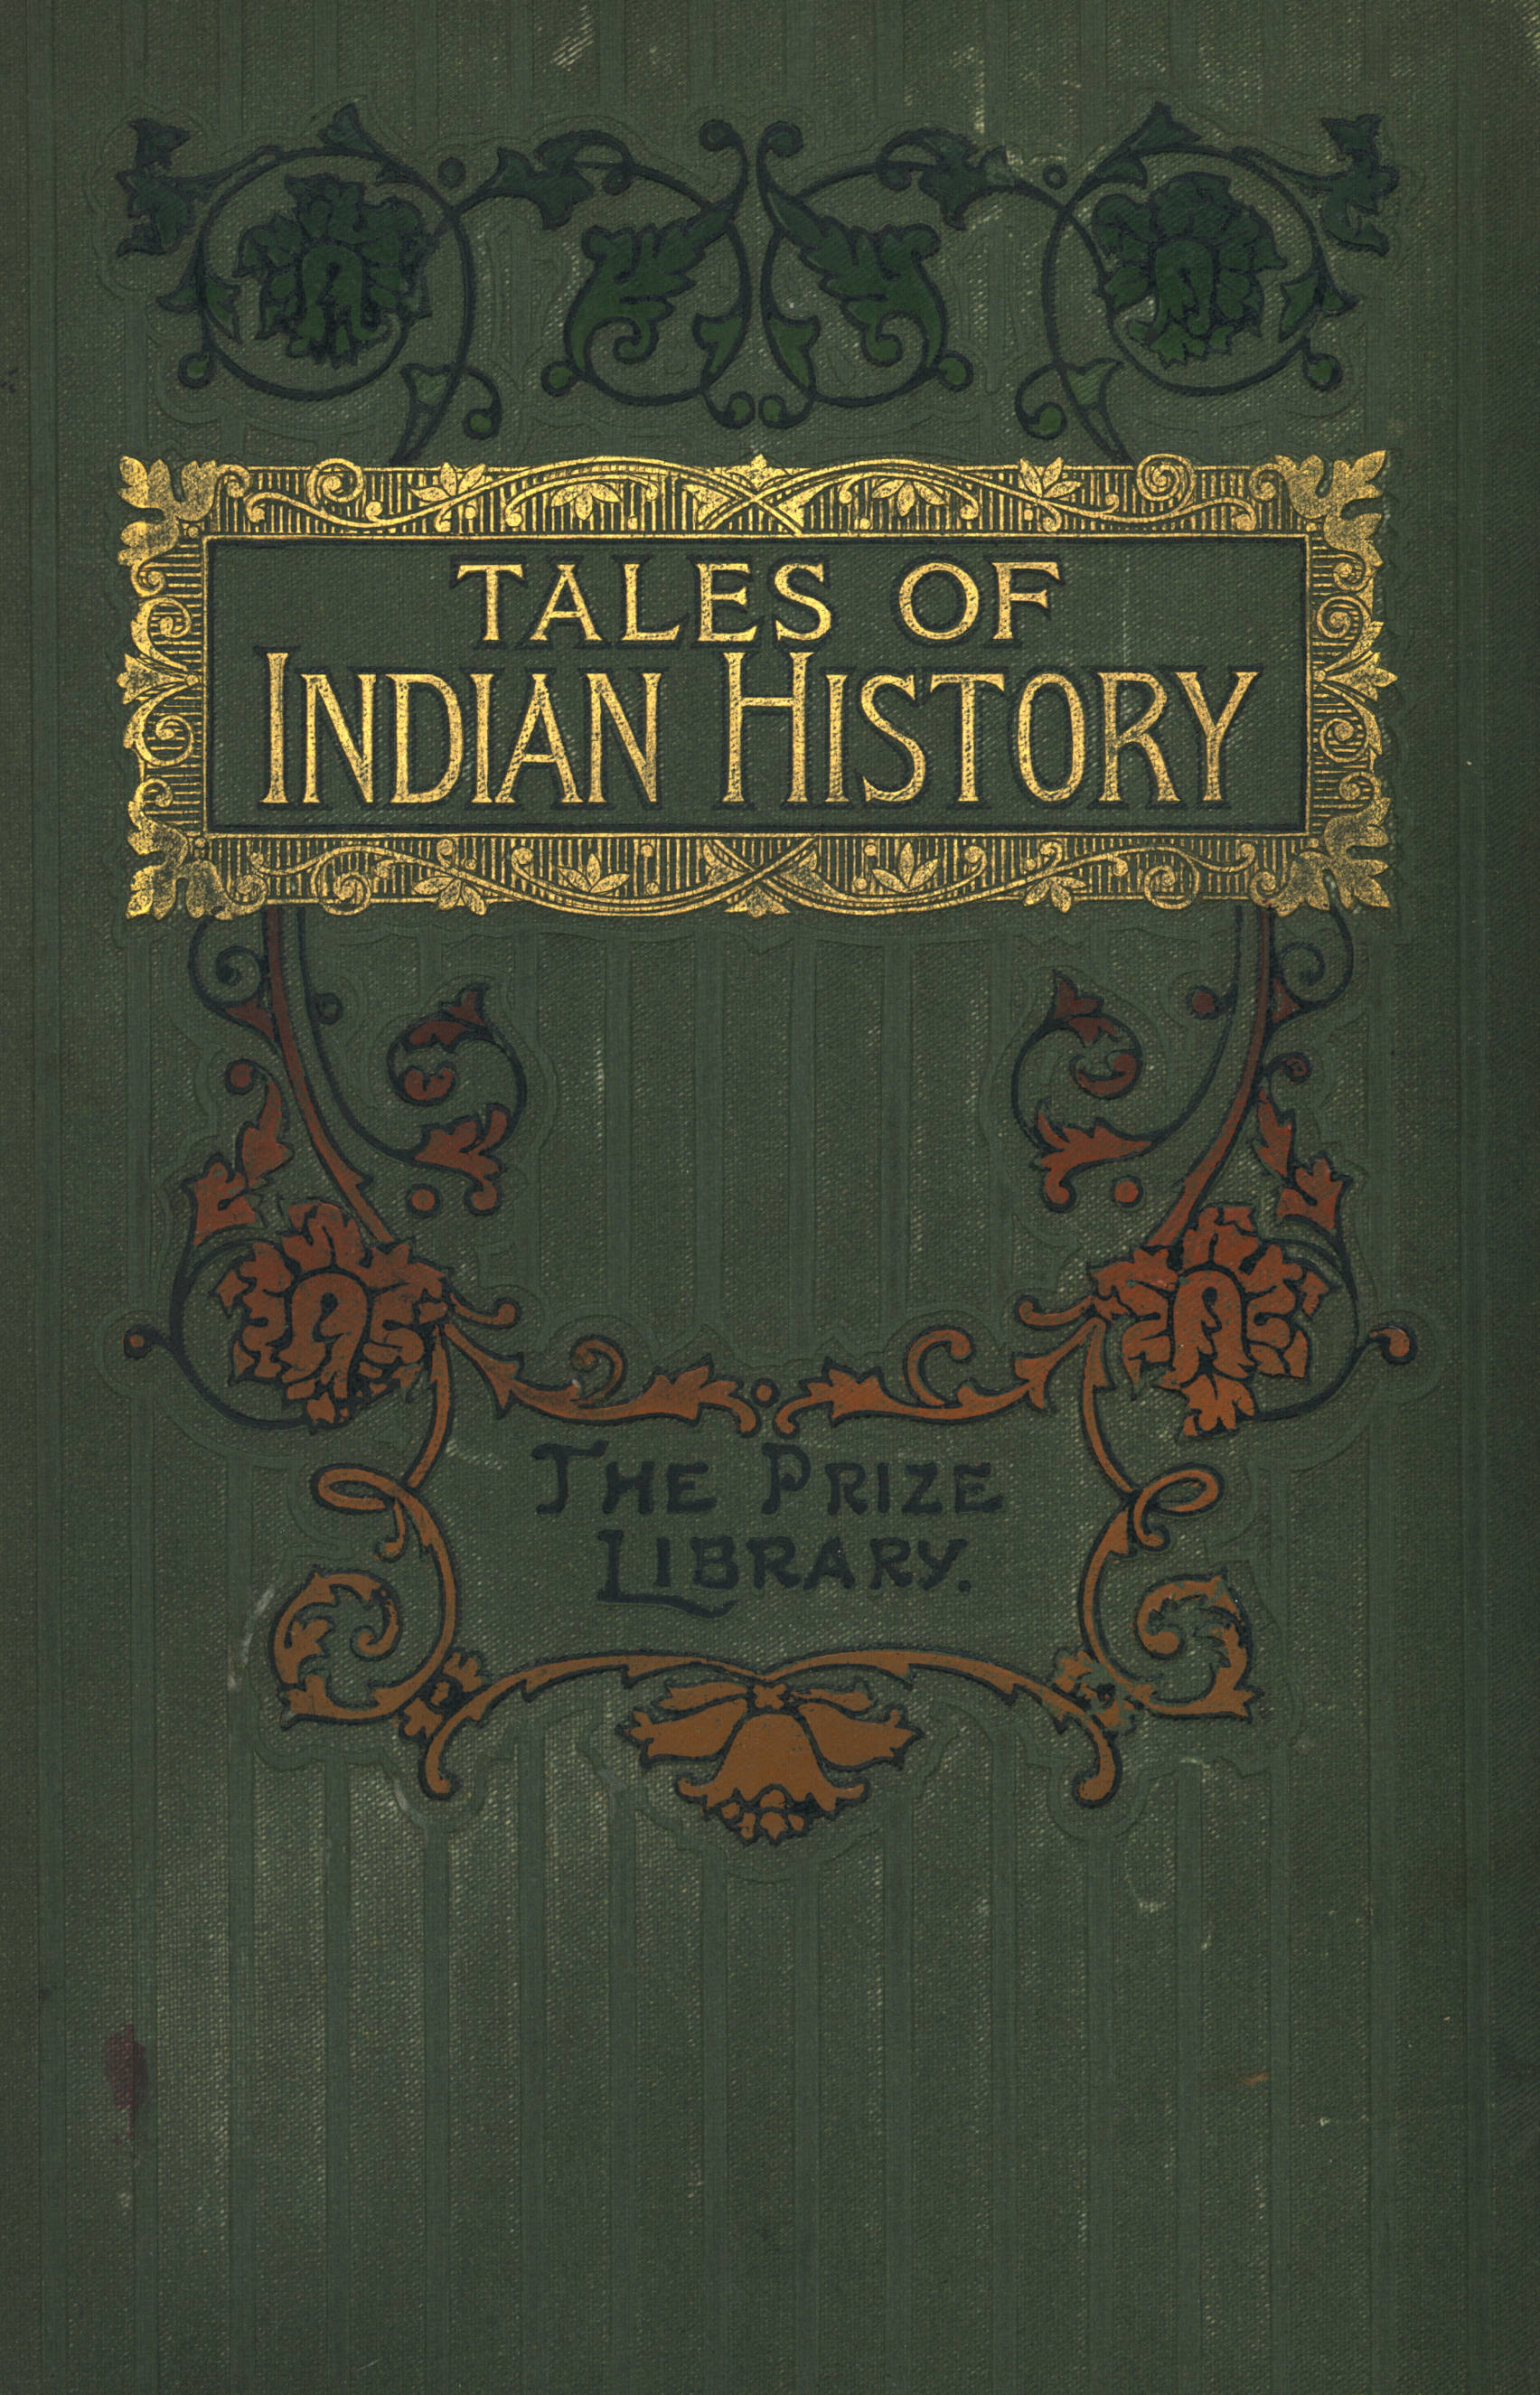 TALES OF
INDIAN HISTORY
THE PRIZE
LIBRARY.